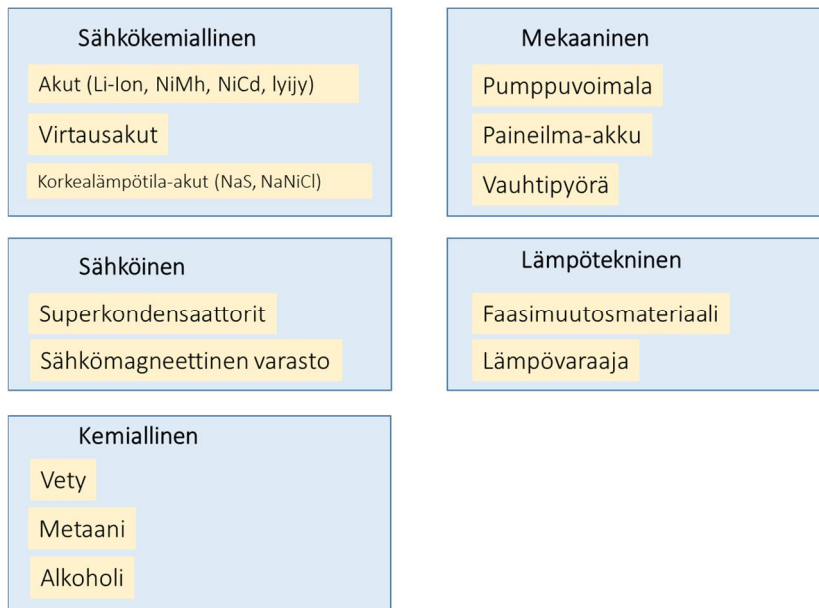 Sähkökemiallinen
Akut (Li-Ion, NiMh, NiCd, lyijy)
Virtausakut
Korkealämpötila-akut (NaS, NaNiCl)
Mekaaninen
Pumppuvoimala
Paineilma-akku
Vauhtipyörä
Sähköinen
Superkondensaattorit
Sähkömagneettinen varasto
Lämpötekninen
Faasimuutosmateriaali
Lämpövaraaja
Kemiallinen
Vety
Metaani
Alkoholi